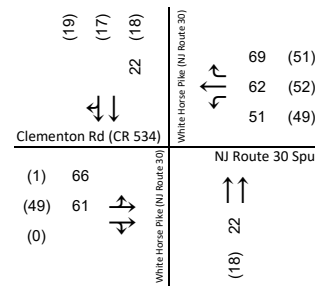 (19) (17) (18)
22
White Horse Pike (NJ Route 30)
69 (51)
62 (52)
51 (49)
Clementon Rd (CR 534)
NJ Route 30 Spu
(1) 66
(49) 61
(0)
White Horse Pike (NJ Route 30)
22
(18)